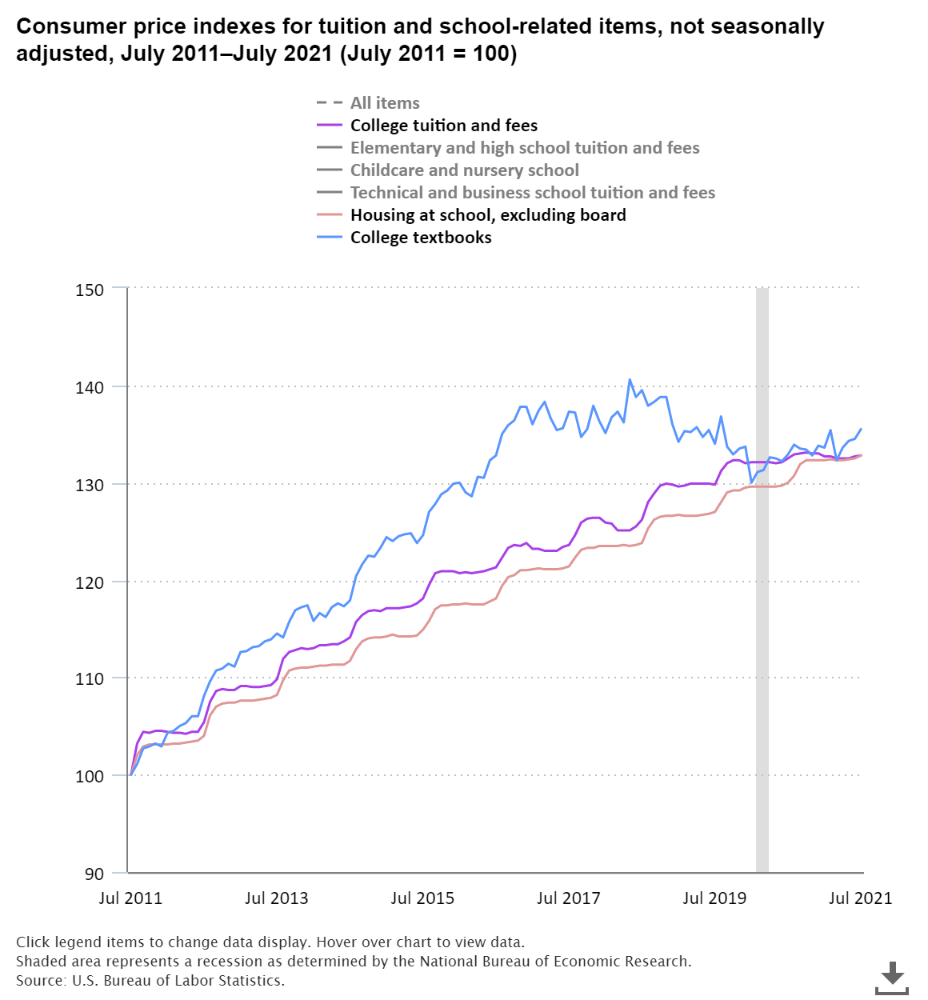 Consumer price indexes for tuition and school-related items, not seasonally
adjusted, July 2011–July 2021 (July 2011 = 100)
All items
College tuition and fees
Elementary and high school tuition and fees
Childcare and nursery school
Technical and business school tuition and fees
Housing at school, excluding board
College textbooks
150
140
130
120
110
100
90
Jul 2011 Jul 2013 Jul 2015 Jul 2017 Jul 2019 Jul 2021
Click legend items to change data display. Hover over chart to view data.
Shaded area represents a recession as determined by the National Bureau of Economic Research.
Source: U.S. Bureau of Labor Statistics.